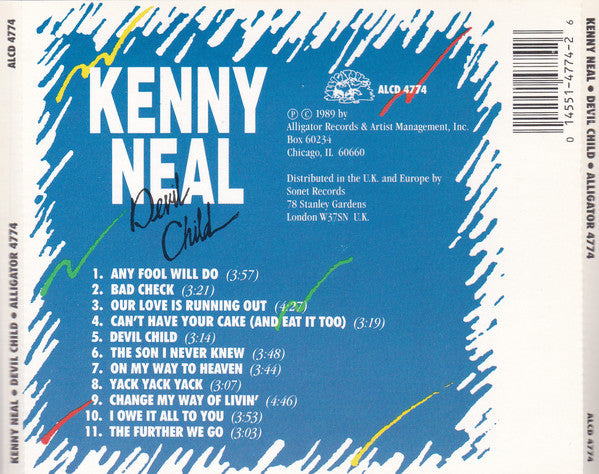 ALCD 4774
KENNY NEAL • DEVIL CHILD • ALLIGATOR 4774
KENNY
NEAL
Devil
Child
ALCD 4774
Ⓟ © 1989 by
Alligator Records & Artist Management, Inc.
Box 60234
Chicago, IL 60660
Distributed in the U.K. and Europe by
Sonet Records
78 Stanley Gardens
London W37SN U.K.
1. ANY FOOL WILL DO (3:57)
2. BAD CHECK (3:21)
3. OUR LOVE IS RUNNING OUT (4:27)
4. CAN'T HAVE YOUR CAKE (AND EAT IT TOO) (3:19)
5. DEVIL CHILD (3:14)
6. THE SON I NEVER KNEW (3:48)
7. ON MY WAY TO HEAVEN (3:44)
8. YACK YACK YACK (3:07)
9. CHANGE MY WAY OF LIVIN' (4:46)
10. I OWE IT ALL TO YOU (3:53)
11. THE FURTHER WE GO (3:03)
0 14551-4774-2 6
KENNY NEAL • DEVIL CHILD • ALLIGATOR 4774
ALCD 4774